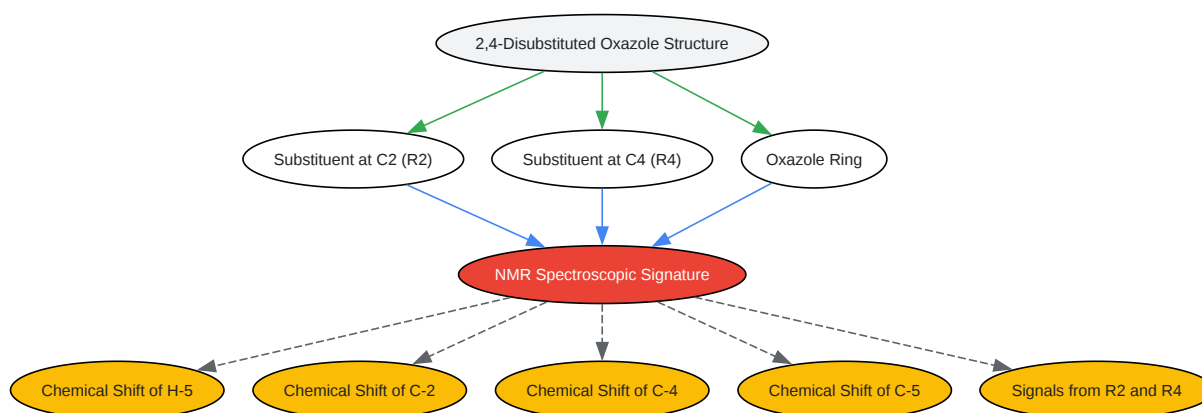 2,4-Disubstituted Oxazole Structure
Substituent at C2 (R2)
Substituent at C4 (R4)
Oxazole Ring
NMR Spectroscopic Signature
Chemical Shift of H-5
Chemical Shift of C-2
Chemical Shift of C-4
Chemical Shift of C-5
Signals from R2 and R4